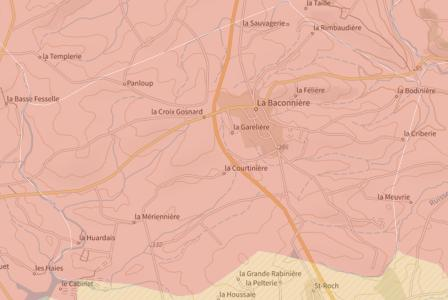 la Taille
la Sauvagerie
la Rimbaudière
la Templerie
Panloup
la Félière
la Bodinière
la Basse Fesselle
La Baconnière
la Croix Gosnard
la Garelière
la Criberie
la Courtinière
la Meuvrie
la Mériennière
la Huardais
les Haies
la Grande Rabinière
la Pelterie
le Cabinet
St-Roch
la Houssaie